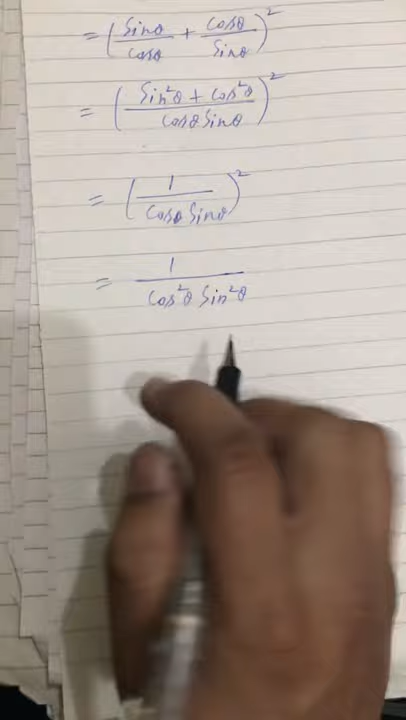 = (sinθ/cosθ + cosθ/sinθ)²
= (sin²θ + cos²θ/cosθ sinθ)²
= (1/cosθ sinθ)²
= 1/cos²θ sin²θ